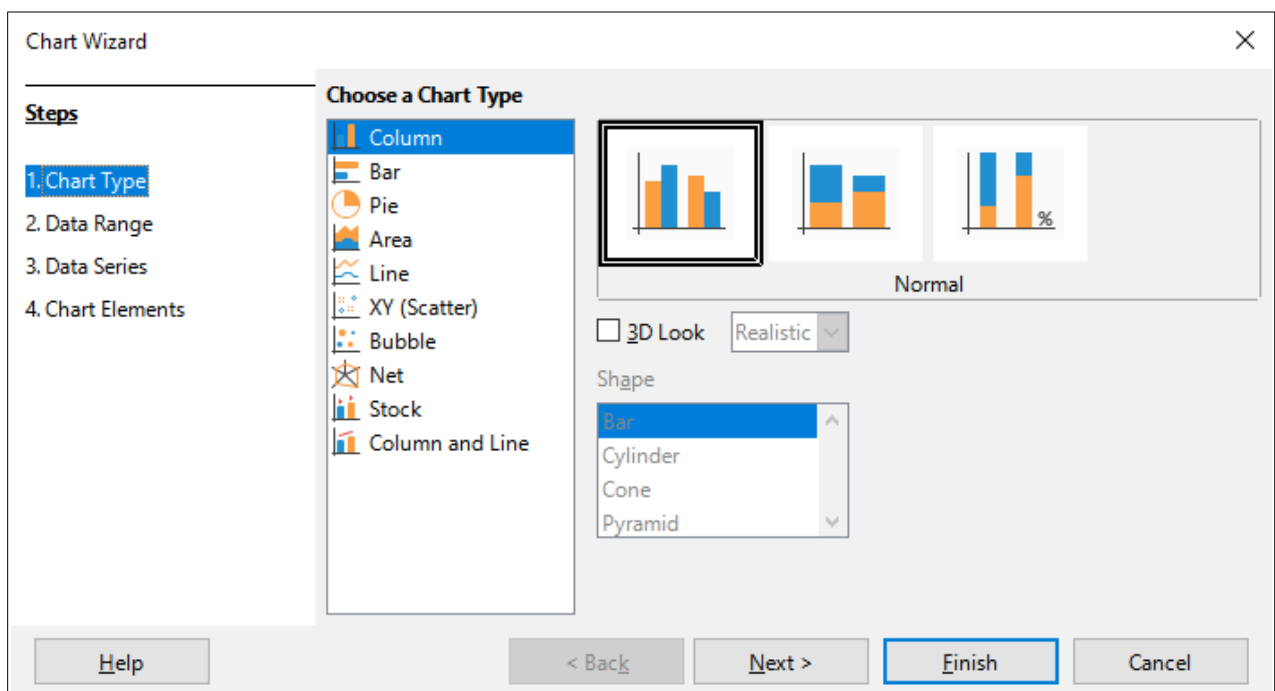 Chart Wizard
Steps
1. Chart Type
2. Data Range
3. Data Series
4. Chart Elements
Choose a Chart Type
Column
Bar
Pie
Area
Line
XY (Scatter)
Bubble
Net
Stock
Column and Line
%
Normal
3D Look
Realistic
Shape
Bar
Cylinder
Cone
Pyramid
Help
< Back
Next >
Finish
Cancel